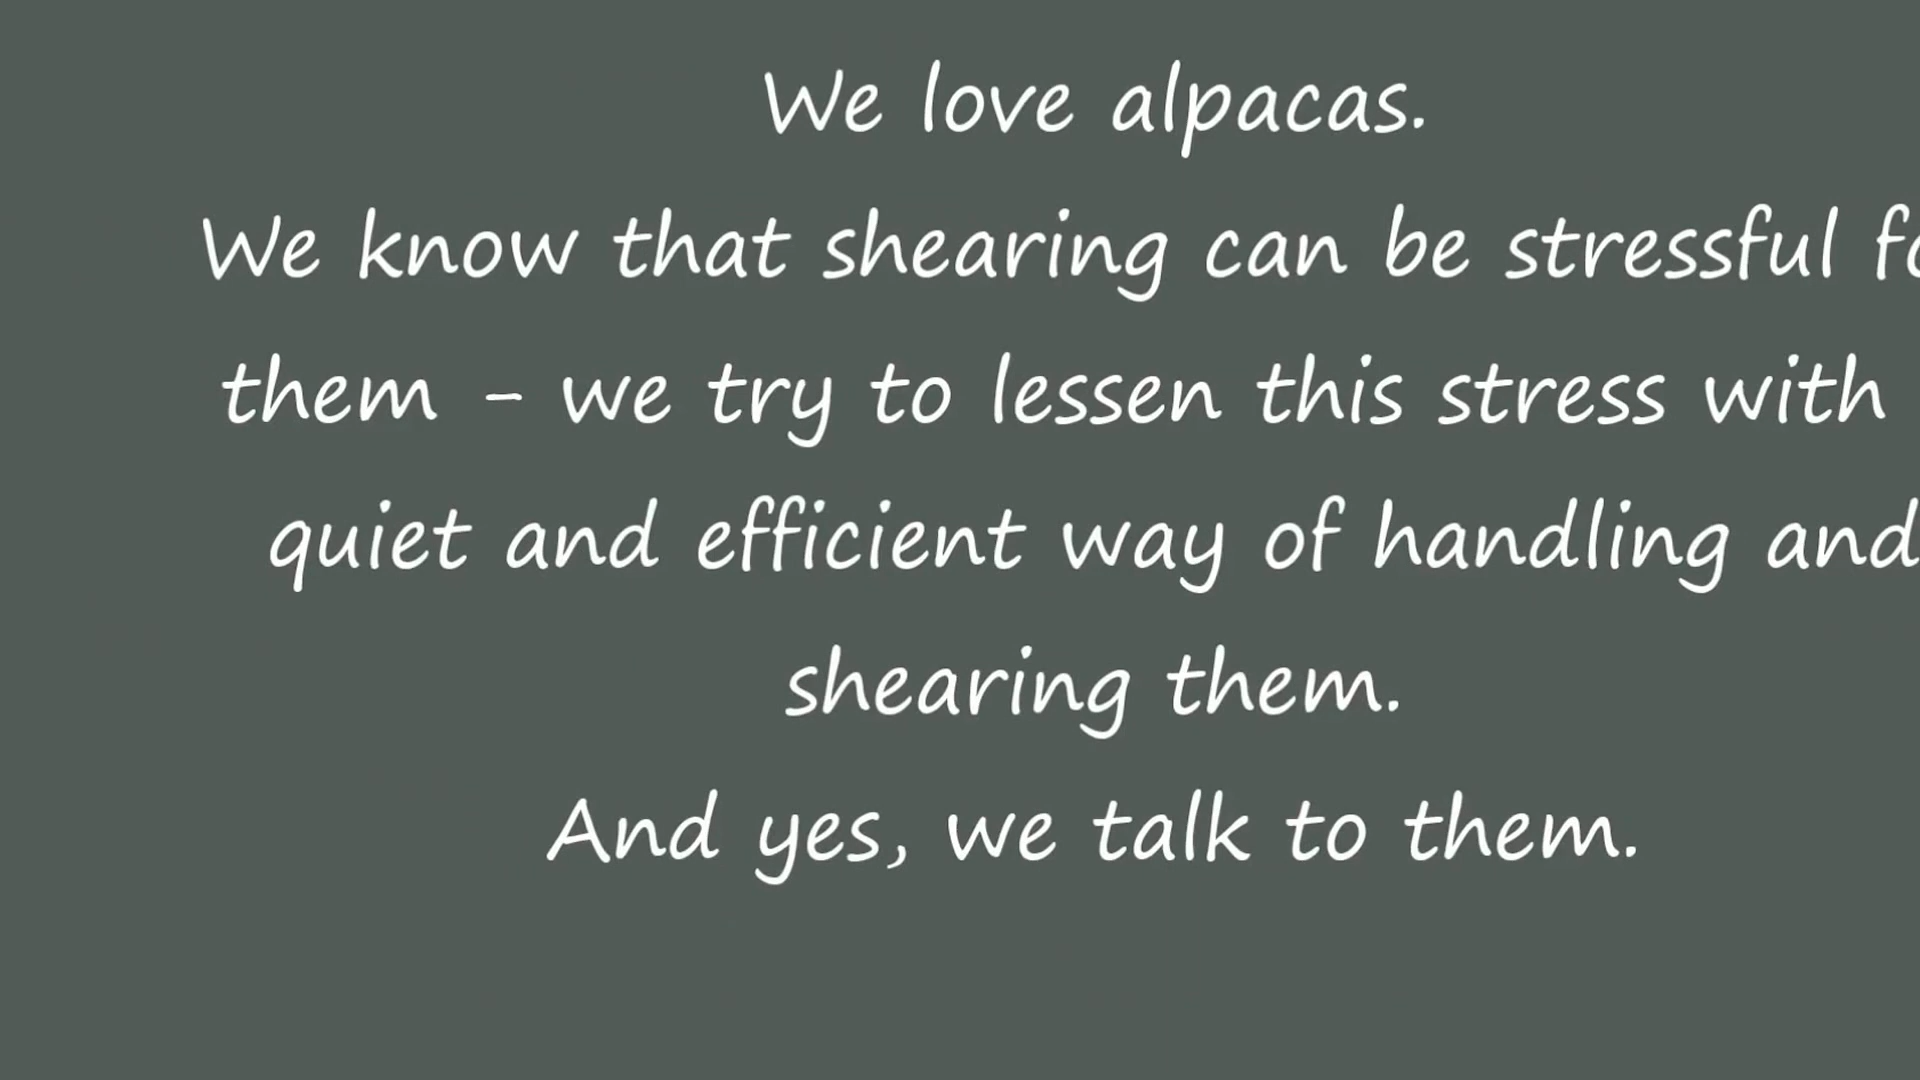 We love alpacas.
We know that shearing can be stressful
them - we try to lessen this stress with
quiet and efficient way of handling and
shearing them.
And yes, we talk to them.